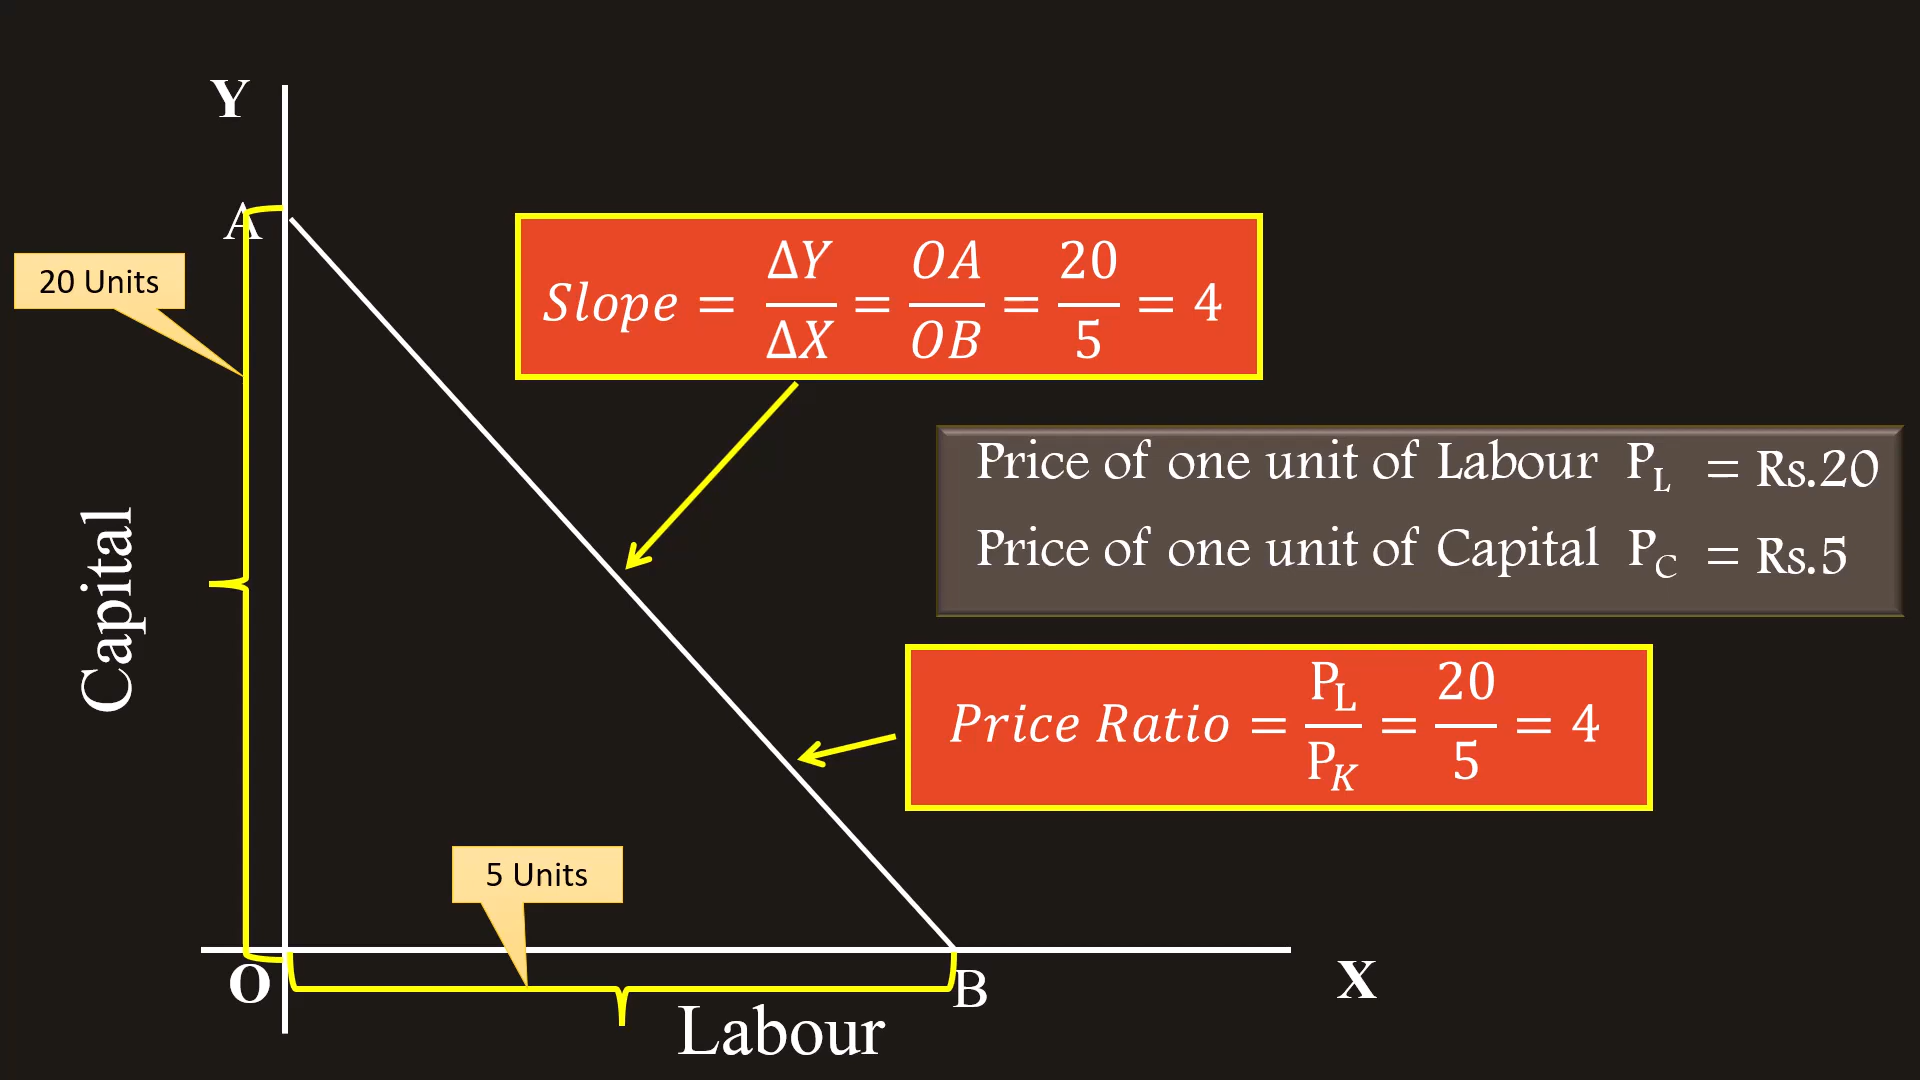 Y
A
20 Units
Slope = ΔY/ΔX = OA/OB = 20/5 = 4
Price of one unit of Labour P_L = Rs.20
Price of one unit of Capital P_C = Rs.5
Capital
Price Ratio = P_L/P_K = 20/5 = 4
5 Units
O
B
X
Labour